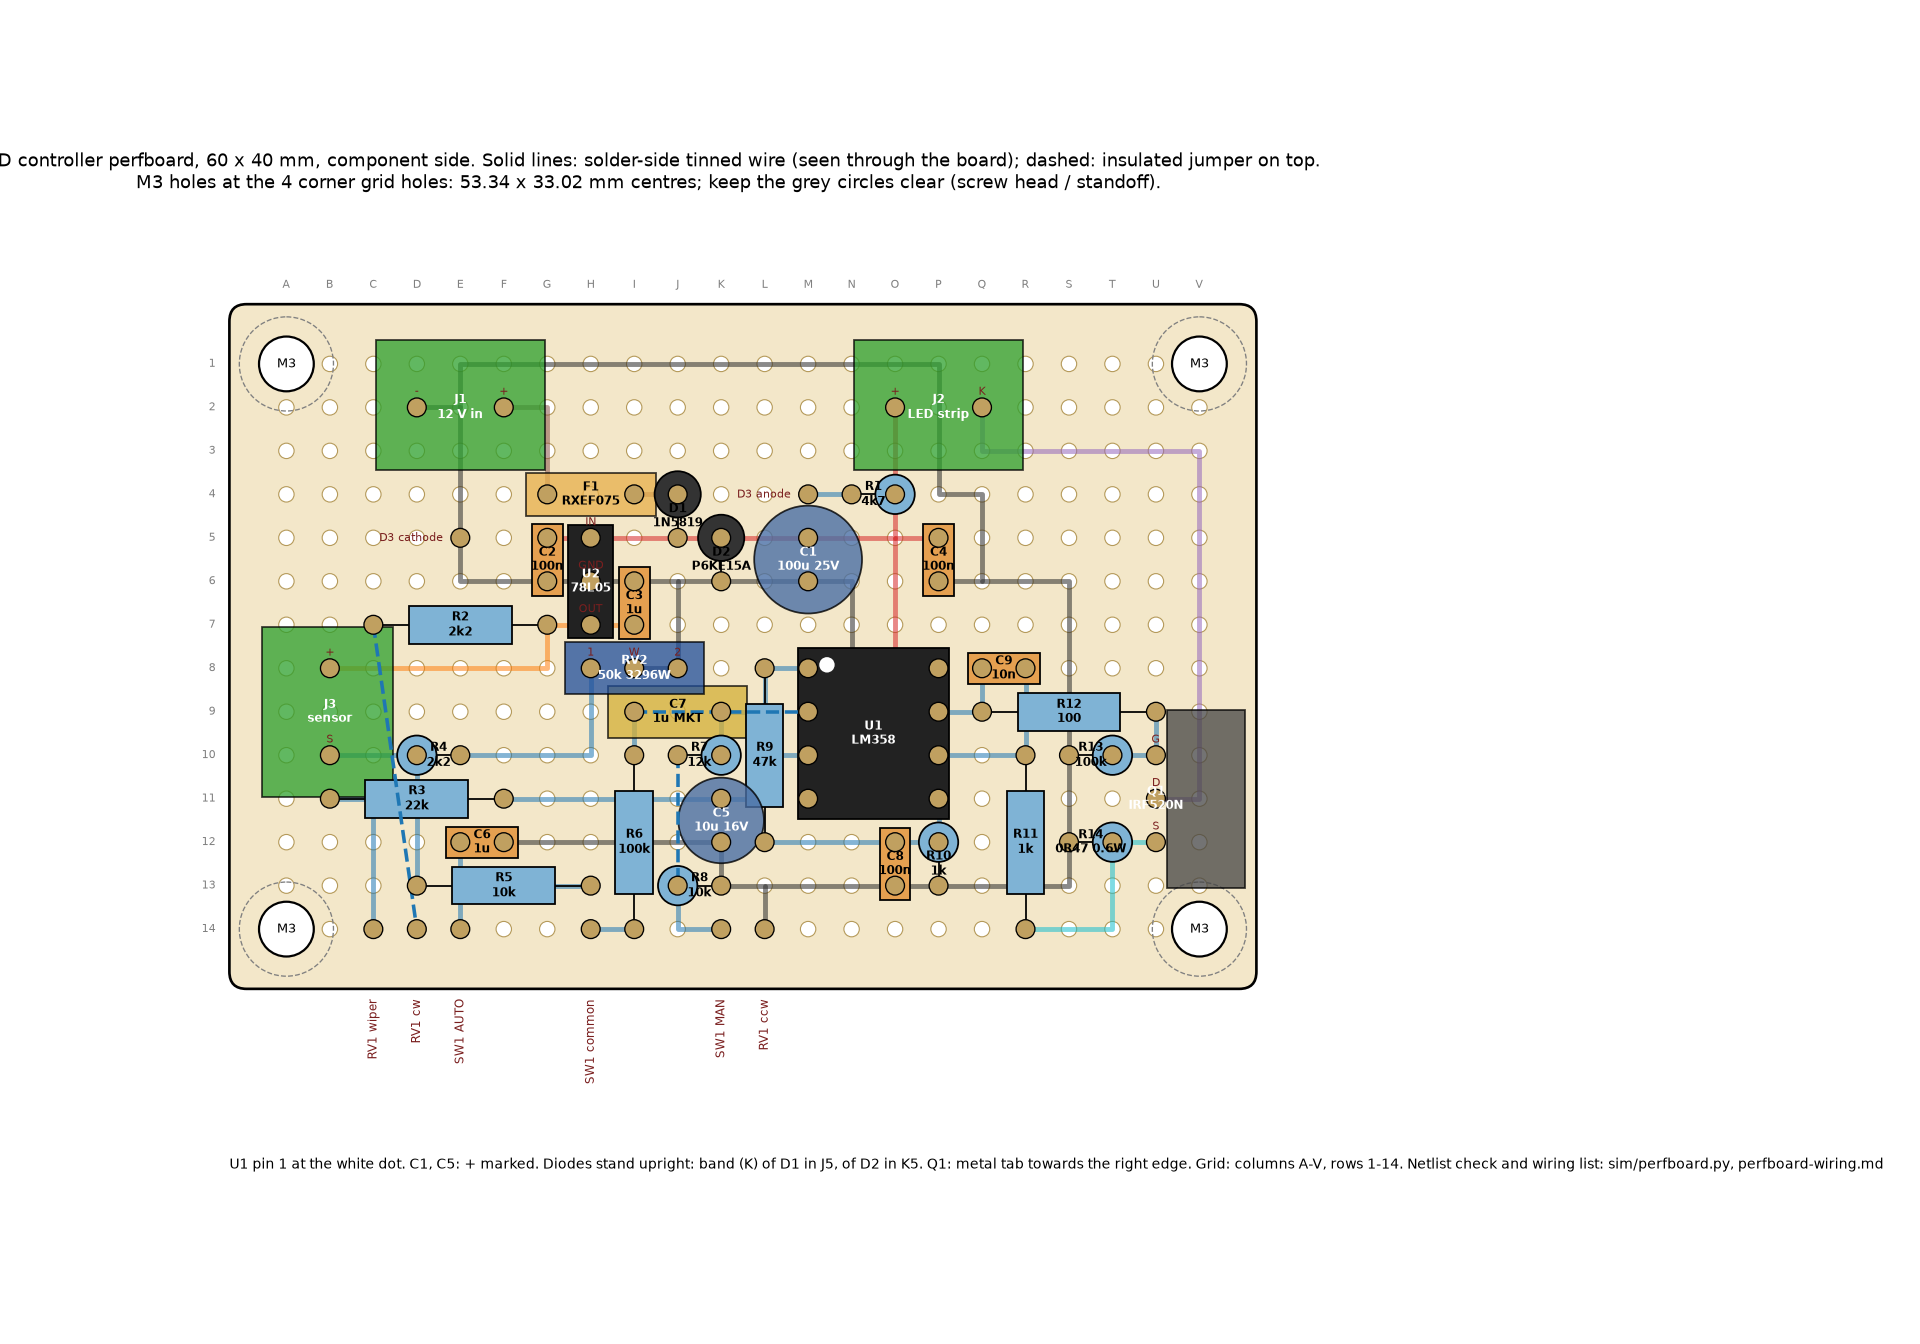 D controller perfboard, 60 x 40 mm, component side. Solid lines: solder-side tinned wire (seen through the board); dashed: insulated jumper on top.
M3 holes at the 4 corner grid holes: 53.34 x 33.02 mm centres; keep the grey circles clear (screw head / standoff).
A B C D E F G H I J K L M N O P Q R S T U V
1
2
3
4
5
6
7
8
9
10
11
12
13
14
M3
M3
M3
M3
- +
J1
12 V in
+ K
J2
LED strip
F1
RXEF075
D1
1N5819
D3 anode
R1
4k7
D3 cathode
C2
100n
IN
GND
OUT
U2
78L05
C3
1u
D2
P6KE15A
C1
100u 25V
C4
100n
R2
2k2
+
J3
sensor
S
1 W 2
RV2
50k 3296W
C7
1u MKT
U1
LM358
C9
10n
R12
100
R4
2k2
R7
12k
R9
47k
R13
100k
G
D
S
Q1
IRF520N
R3
22k
C5
10u 16V
C6
1u
R6
100k
C8
100n
R10
1k
R11
1k
R14
0R47 0.6W
R5
10k
R8
10k
RV1 wiper
RV1 cw
SW1 AUTO
SW1 common
SW1 MAN
RV1 ccw
U1 pin 1 at the white dot. C1, C5: + marked. Diodes stand upright: band (K) of D1 in J5, of D2 in K5. Q1: metal tab towards the right edge. Grid: columns A-V, rows 1-14. Netlist check and wiring list: sim/perfboard.py, perfboard-wiring.md